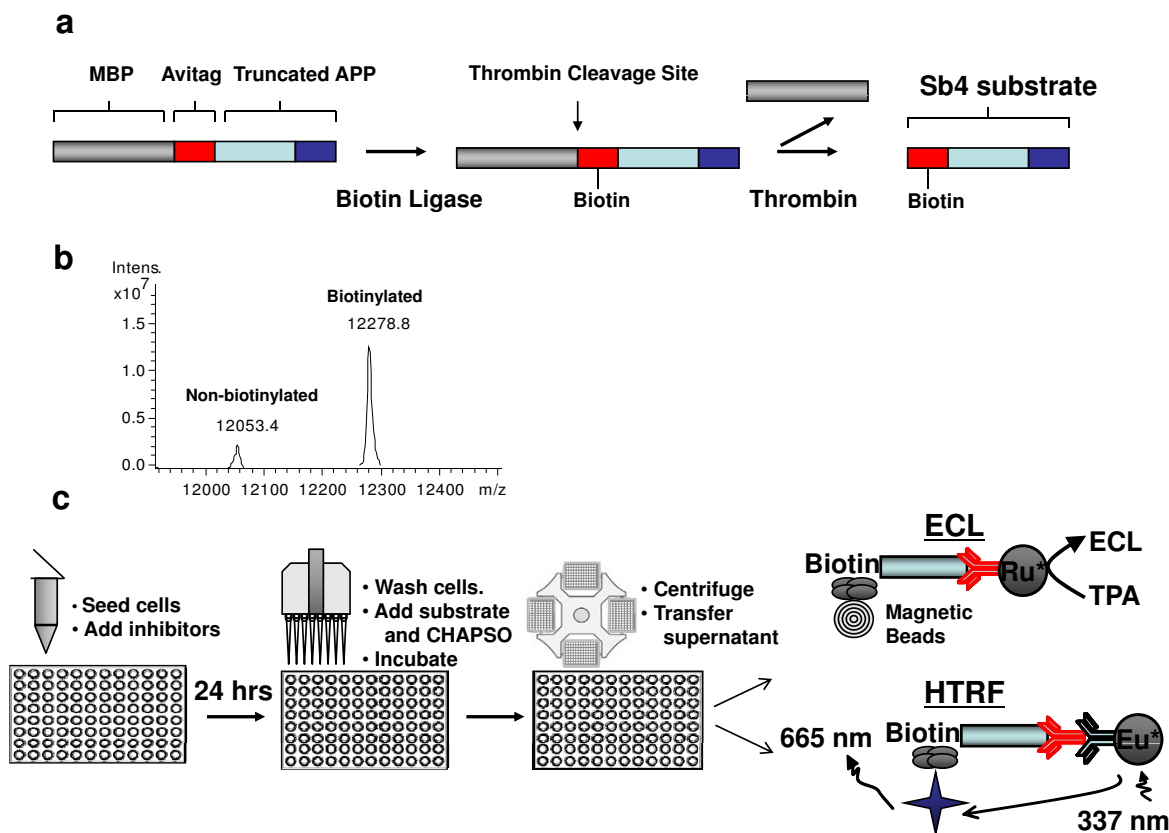 a
MBP
Avitag
Truncated APP
Thrombin Cleavage Site
Sb4 substrate
Biotin Ligase
Biotin
Thrombin
Biotin
b
Intens.
x10^7
1.5
1.0
0.5
0.0
Biotinylated
12278.8
Non-biotinylated
12053.4
12000 12100 12200 12300 12400 m/z
c
• Seed cells
• Add inhibitors
24 hrs
• Wash cells.
• Add substrate
and CHAPSO
• Incubate
• Centrifuge
• Transfer
supernatant
ECL
Biotin
Ru*
ECL
TPA
Magnetic
Beads
HTRF
Biotin
Eu*
665 nm
337 nm